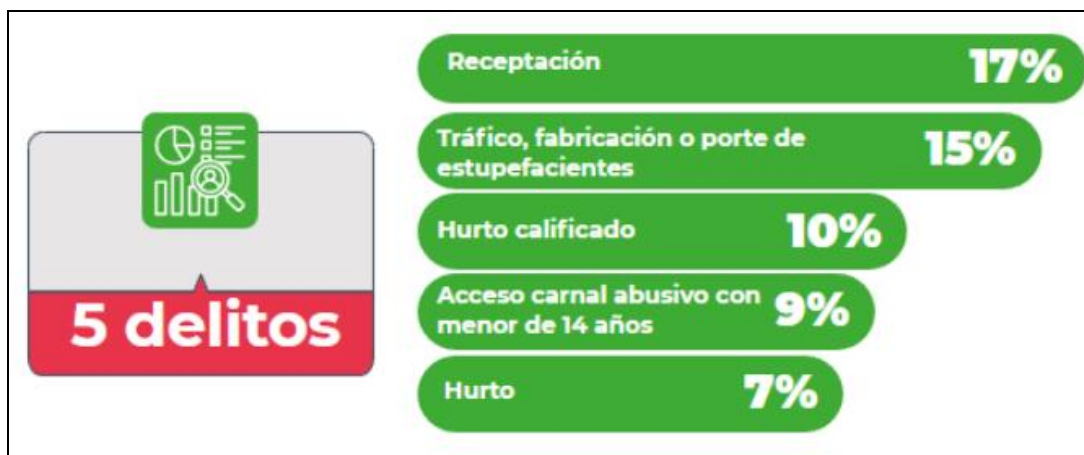 Receptación 17%
Tráfico, fabricación o porte de
estupefacientes 15%
Hurto calificado 10%
Acceso carnal abusivo con
menor de 14 años 9%
Hurto 7%
5 delitos